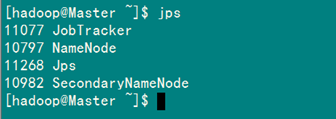 [hadoop@Master ~]$ jps
11077 JobTracker
10797 NameNode
11268 Jps
10982 SecondaryNameNode
[hadoop@Master ~]$